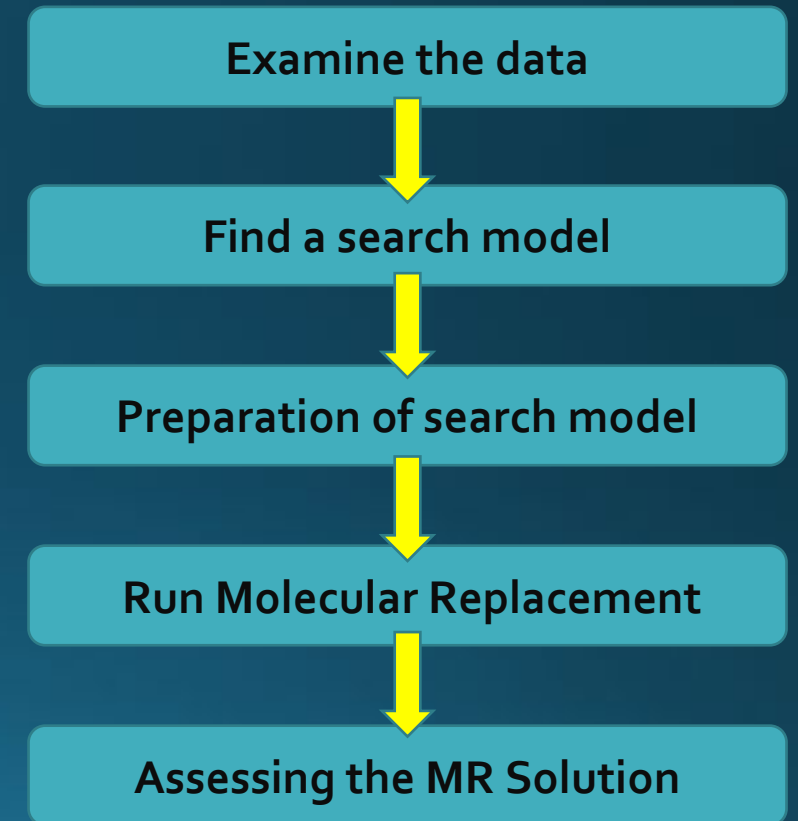 Examine the data
Find a search model
Preparation of search model
Run Molecular Replacement
Assessing the MR Solution